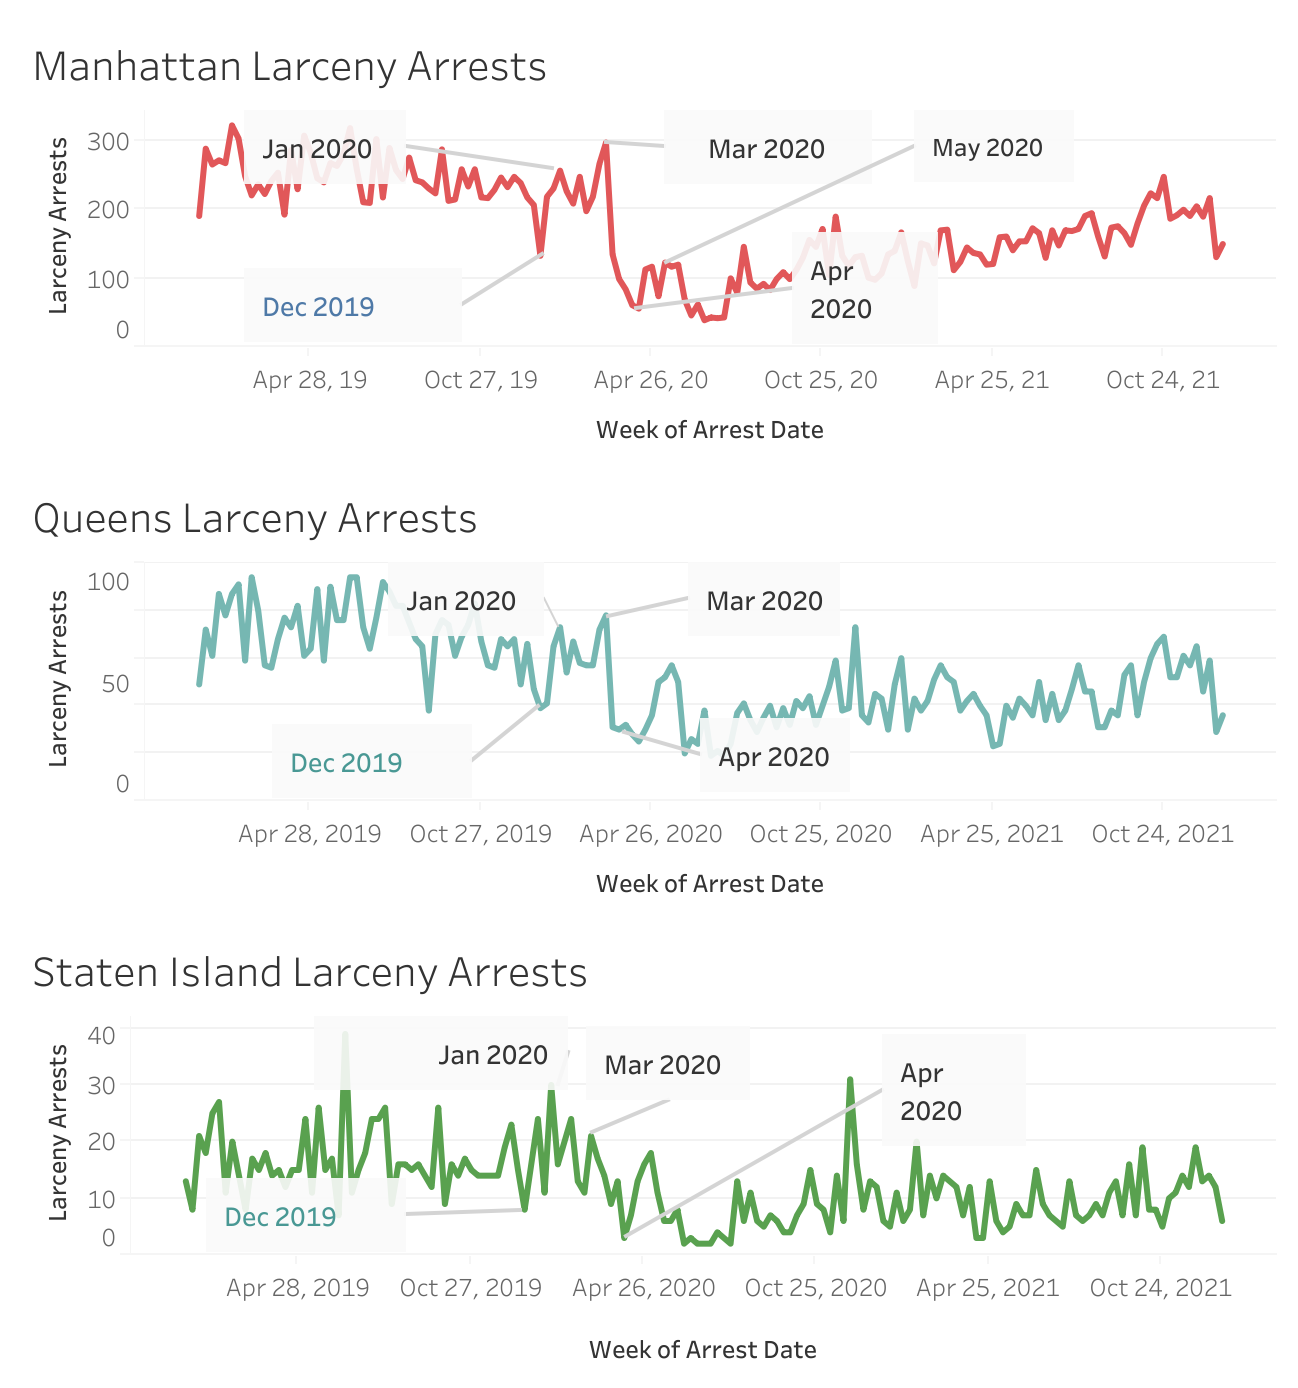 Manhattan Larceny Arrests
Larceny Arrests
300
200
100
0
Jan 2020
Mar 2020
May 2020
Dec 2019
Apr
2020
Apr 28, 19
Oct 27, 19
Apr 26, 20
Oct 25, 20
Apr 25, 21
Oct 24, 21
Week of Arrest Date
Queens Larceny Arrests
Larceny Arrests
100
50
0
Jan 2020
Mar 2020
Dec 2019
Apr 2020
Apr 28, 2019
Oct 27, 2019
Apr 26, 2020
Oct 25, 2020
Apr 25, 2021
Oct 24, 2021
Week of Arrest Date
Staten Island Larceny Arrests
Larceny Arrests
40
30
20
10
0
Jan 2020
Mar 2020
Apr
2020
Dec 2019
Apr 28, 2019
Oct 27, 2019
Apr 26, 2020
Oct 25, 2020
Apr 25, 2021
Oct 24, 2021
Week of Arrest Date